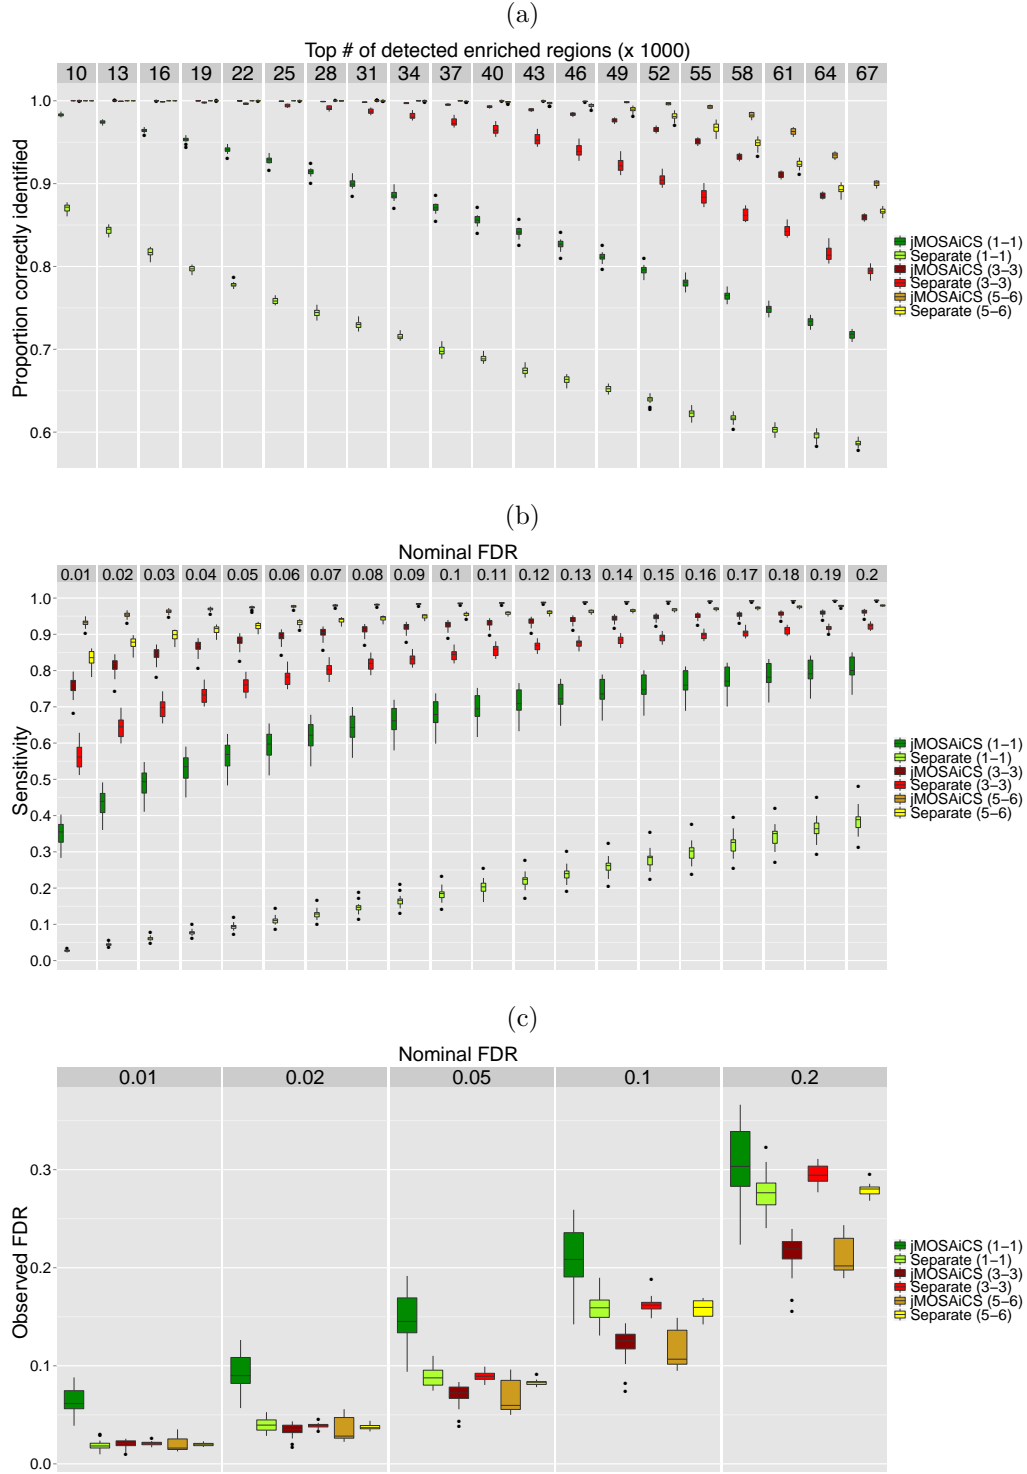 (a)
Top # of detected enriched regions (x 1000)
10 13 16 19 22 25 28 31 34 37 40 43 46 49 52 55 58 61 64 67
1.0
0.9
0.8
0.7
0.6
Proportion correctly identified
jMOSAiCS (1−1)
Separate (1−1)
jMOSAiCS (3−3)
Separate (3−3)
jMOSAiCS (5−6)
Separate (5−6)
(b)
Nominal FDR
0.01 0.02 0.03 0.04 0.05 0.06 0.07 0.08 0.09 0.1 0.11 0.12 0.13 0.14 0.15 0.16 0.17 0.18 0.19 0.2
1.0
0.9
0.8
0.7
0.6
0.5
0.4
0.3
0.2
0.1
0.0
Sensitivity
jMOSAiCS (1−1)
Separate (1−1)
jMOSAiCS (3−3)
Separate (3−3)
jMOSAiCS (5−6)
Separate (5−6)
(c)
Nominal FDR
0.01 0.02 0.05 0.1 0.2
0.3
0.2
0.1
0.0
Observed FDR
jMOSAiCS (1−1)
Separate (1−1)
jMOSAiCS (3−3)
Separate (3−3)
jMOSAiCS (5−6)
Separate (5−6)